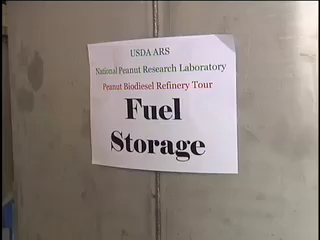 USDA ARS
National Peanut Research Laboratory
Peanut Biodiesel Refinery Tour
Fuel
Storage